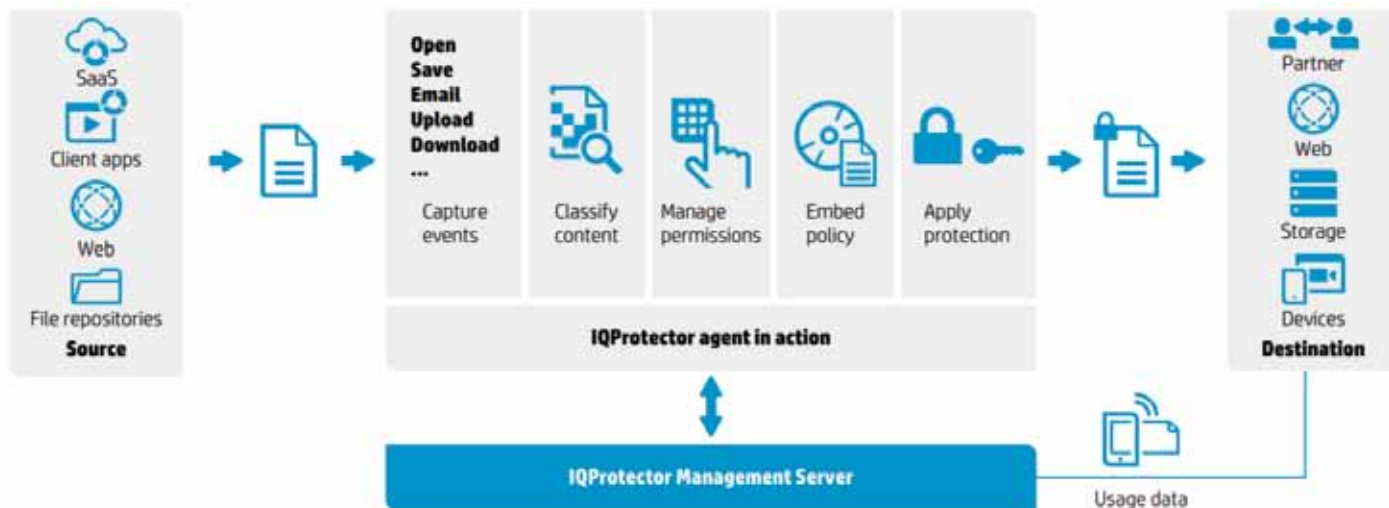 SaaS
Client apps
Web
File repositories
Source
Open
Save
Email
Upload
Download
...
Capture
events
Classify
content
Manage
permissions
Embed
policy
Apply
protection
IQProtector agent in action
IQProtector Management Server
Partner
Web
Storage
Devices
Destination
Usage data